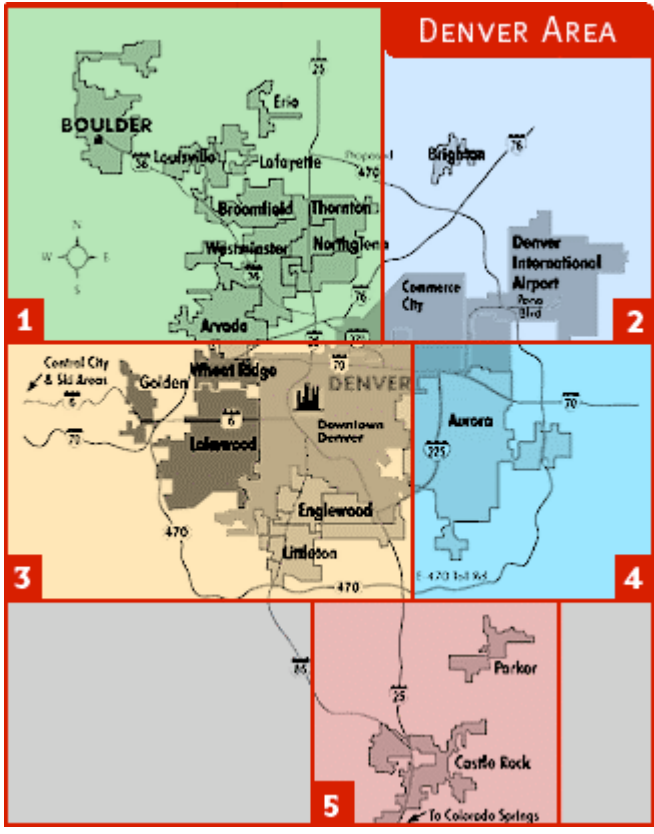 DENVER AREA
25
Erie
BOULDER
76
Louisville
Brighton
Proposed
Lafayette
36
470
Broomfield
Thornton
N
Denver
International
Airport
Westminster
Northglenn
W
E
36
Commerce
City
S
76
Pena
Blvd
1
Arvada
2
270
Central City
& Ski Areas
Wheat Ridge
70
Golden
DENVER
6
70
6
Downtown
Denver
Aurora
70
Lakewood
225
Englewood
470
Littleton
3
E-470 Toll Rd
4
470
85
Parker
25
Castle Rock
5
To Colorado Springs